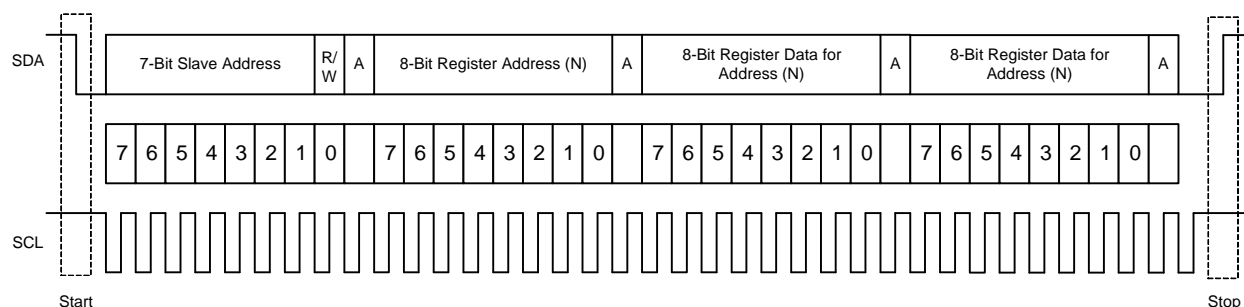 SDA
7-Bit Slave Address
R/
W
A
8-Bit Register Address (N)
A
8-Bit Register Data for
Address (N)
A
8-Bit Register Data for
Address (N)
A
7 6 5 4 3 2 1 0 7 6 5 4 3 2 1 0 7 6 5 4 3 2 1 0 7 6 5 4 3 2 1 0
SCL
Start
Stop